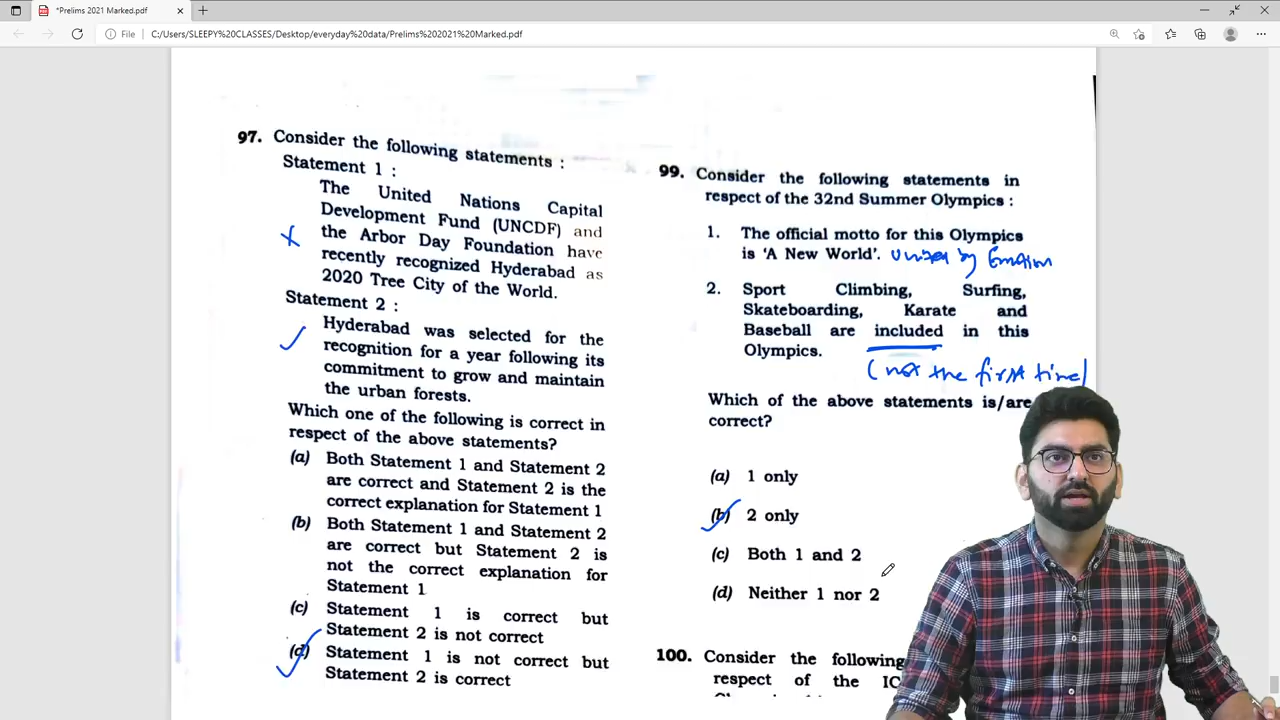 *Prelims 2021 Marked.pdf
File
C:/Users/SLEEPY%20CLASSES/Desktop/everyday%20data/Prelims%202021%20Marked.pdf
97. Consider the following statements :
Statement 1 :
The United Nations Capital
Development Fund (UNCDF) and
the Arbor Day Foundation have
recently recognized Hyderabad as
2020 Tree City of the World.
Statement 2 :
Hyderabad was selected for the
recognition for a year following its
commitment to grow and maintain
the urban forests.
Which one of the following is correct in
respect of the above statements?
(a) Both Statement 1 and Statement 2
are correct and Statement 2 is the
correct explanation for Statement 1
(b) Both Statement 1 and Statement 2
are correct but Statement 2 is
not the correct explanation for
Statement 1
(c) Statement 1 is correct but
Statement 2 is not correct
(d) Statement 1 is not correct but
Statement 2 is correct
99. Consider the following statements in
respect of the 32nd Summer Olympics :
1. The official motto for this Olympics
is ‘A New World’. United by Emotion
2. Sport Climbing, Surfing,
Skateboarding, Karate and
Baseball are included in this
Olympics.
(not the first time)
Which of the above statements is/are
correct?
(a) 1 only
(b) 2 only
(c) Both 1 and 2
(d) Neither 1 nor 2
100. Consider the following
respect of the